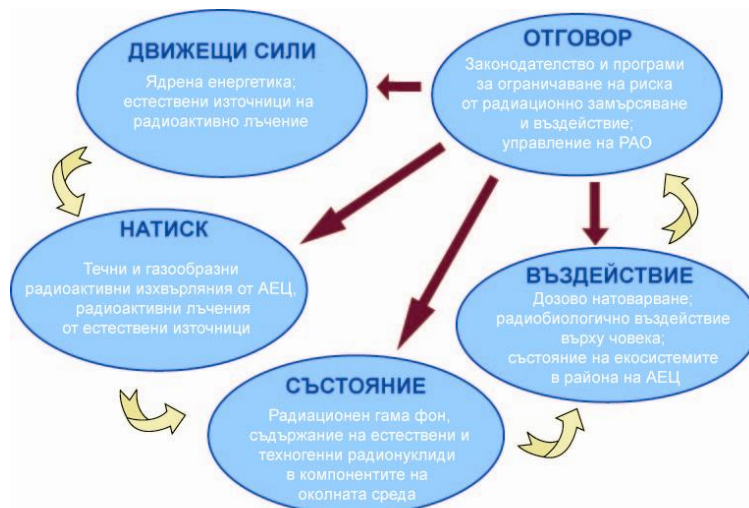 ДВИЖЕЩИ СИЛИ
Ядрена енергетика;
естествени източници на
радиоактивно лъчение
ОТГОВОР
Законодателство и програми
за ограничаване на риска
от радиационно замърсяване
и въздействие;
управление на РАО
НАТИСК
Течни и газообразни
радиоактивни изхвърляния от АЕЦ,
радиоактивни лъчения
от естествени източници
ВЪЗДЕЙСТВИЕ
Дозово натоварване;
радиобиологично въздействие
върху човека;
състояние на екосистемите
в района на АЕЦ
СЪСТОЯНИЕ
Радиационен гама фон,
съдържание на естествени и
техногенни радионуклиди
в компонентите на
околната среда